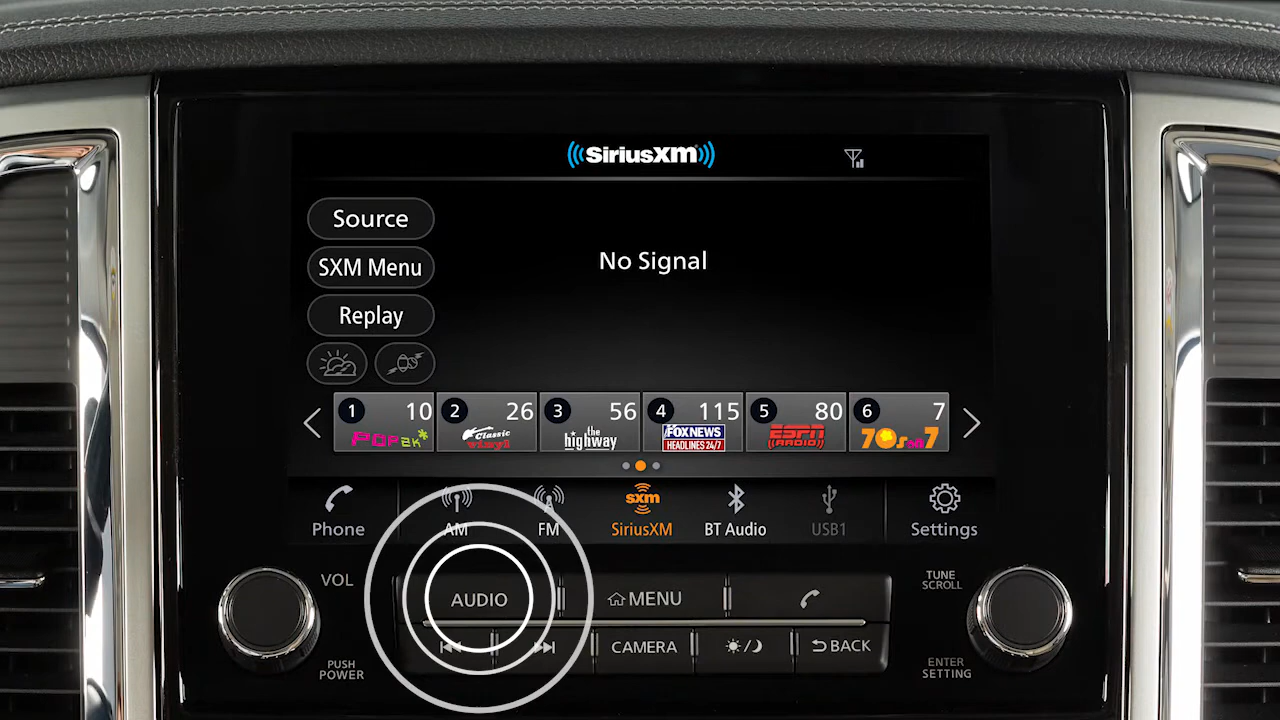 SiriusXM
Source
SXM Menu
Replay
No Signal
1 10 2 26 3 56 4 115 5 80 6 7
POP2K
Classic
vinyl
the
highway
FOX NEWS
HEADLINES 24/7
ESPN
RADIO
70s on 7
Phone
AM
FM
sxm
SiriusXM
BT Audio
USB1
Settings
VOL
PUSH
POWER
AUDIO
MENU
CAMERA
BACK
TUNE
SCROLL
ENTER
SETTING